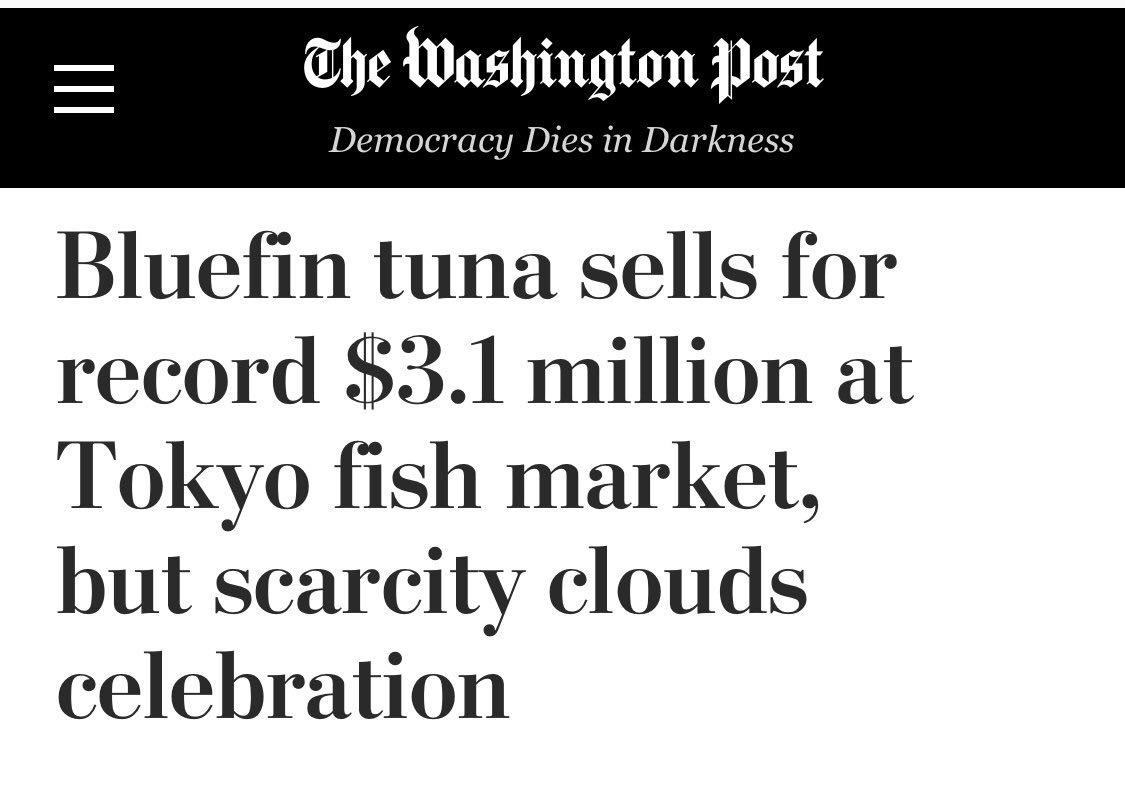 The Washington Post
Democracy Dies in Darkness
Bluefin tuna sells for
record $3.1 million at
Tokyo fish market,
but scarcity clouds
celebration